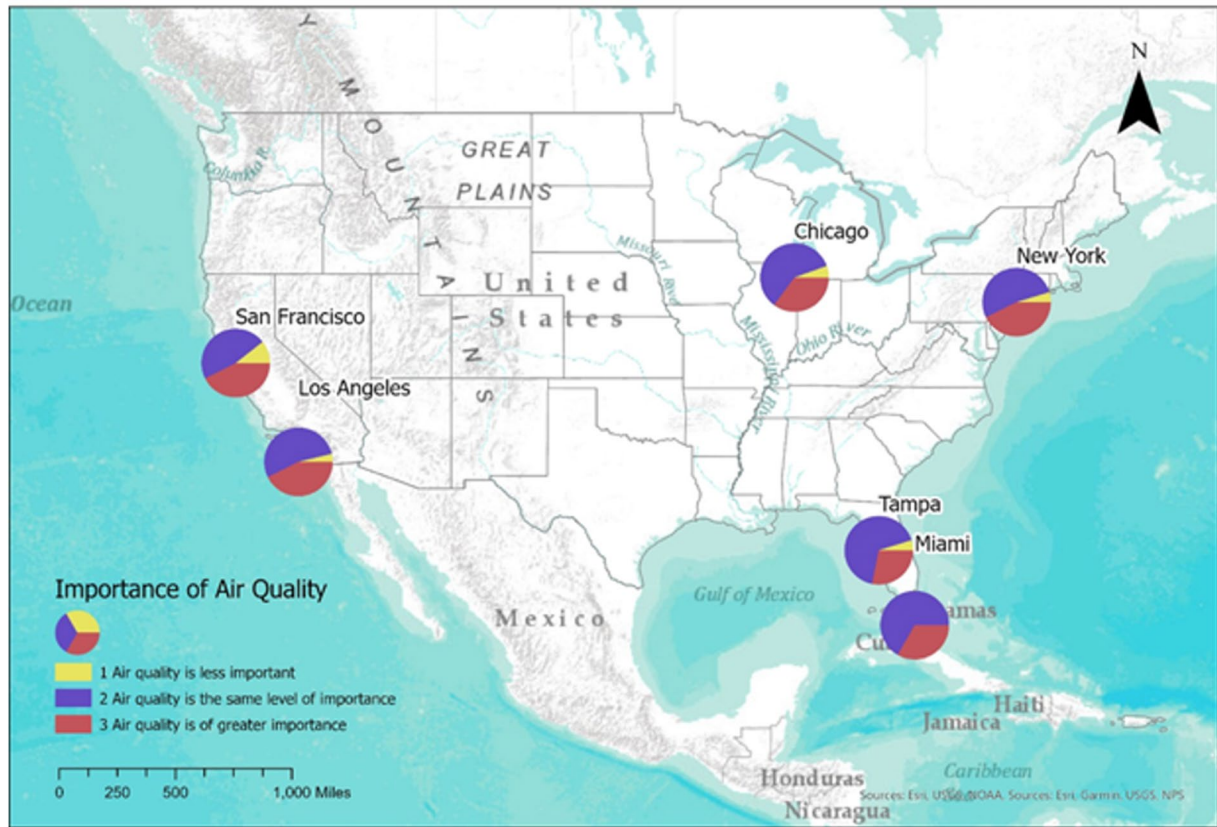 N
Y MOUNTAINS
GREAT
PLAINS
Columbia R.
Missouri River
Chicago
New York
Ocean
United
States
San Francisco
Mississippi River
Ohio River
Los Angeles
Tampa
Miami
Importance of Air Quality
1 Air quality is less important
2 Air quality is the same level of importance
3 Air quality is of greater importance
0 250 500 1,000 Miles
Gulf of Mexico
Mexico
amas
Cu
Haiti
Jamaica
Honduras
Nicaragua
Caribbean
Sources: Esri, USGS, NOAA, Sources: Esri, Garmin, USGS, NPS